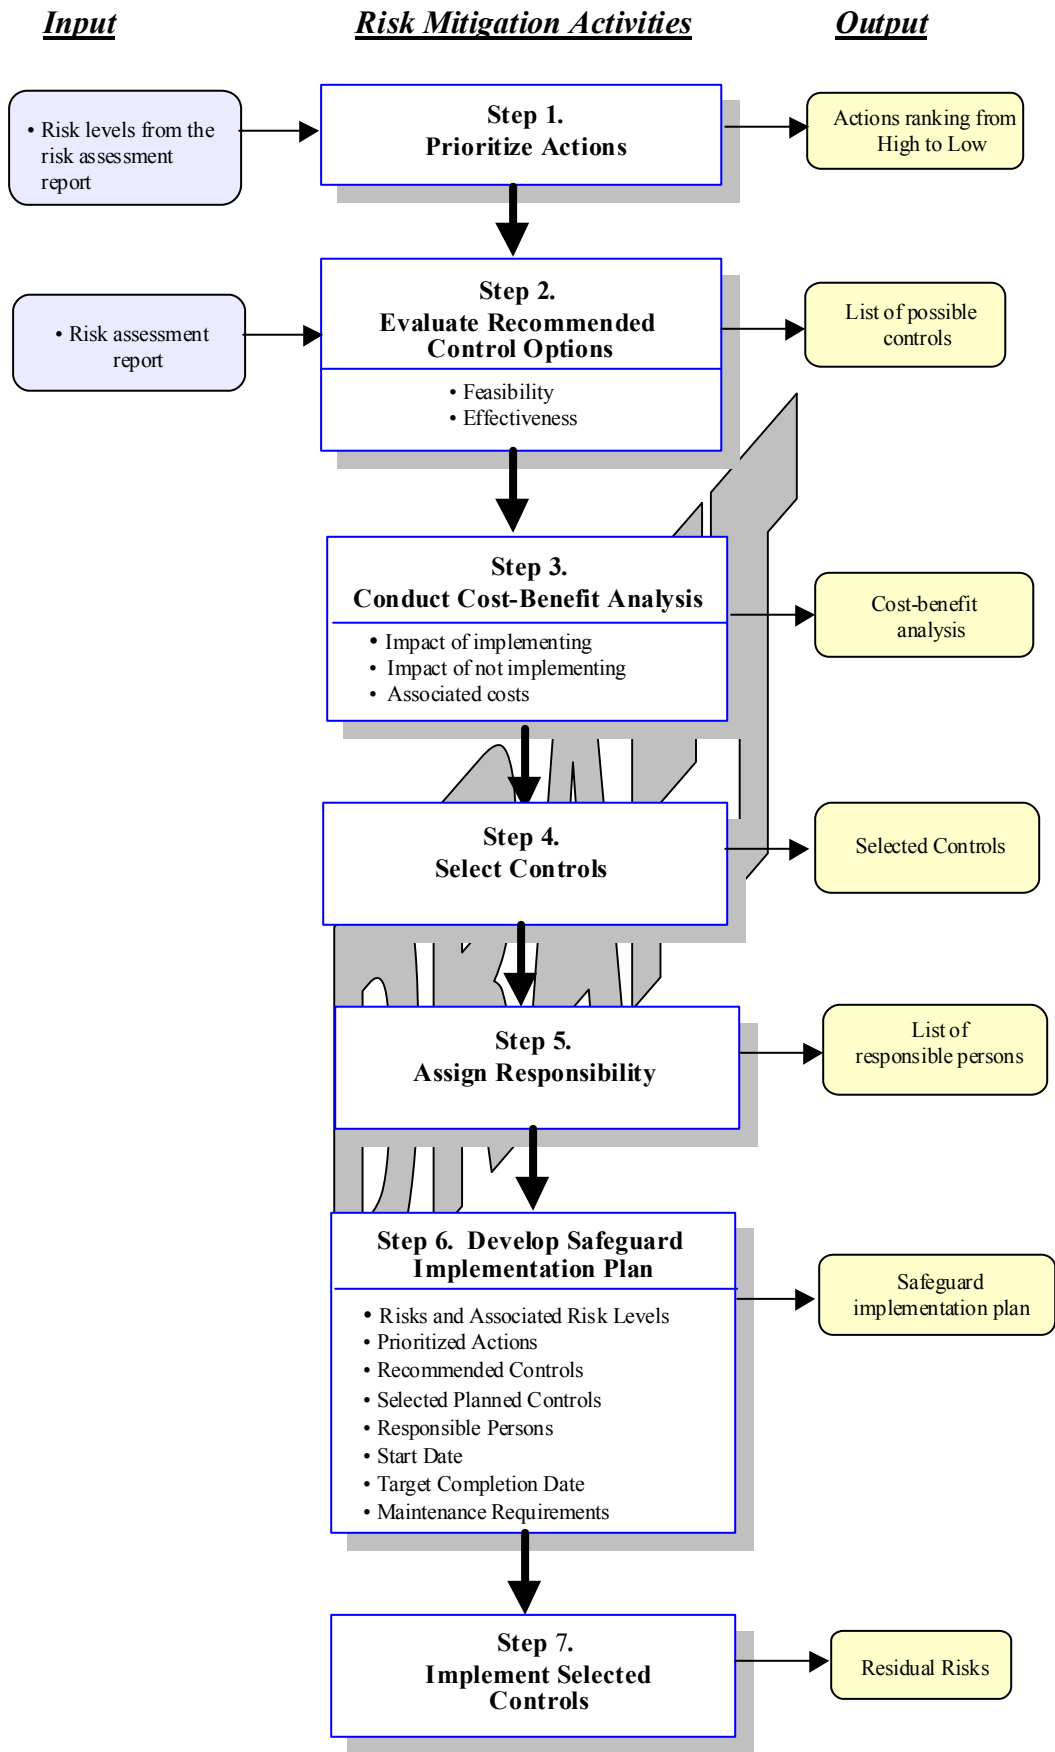 Input
Risk Mitigation Activities
Output
Step 1.
Prioritize Actions
• Risk levels from the
risk assessment
report
Actions ranking from
High to Low
Step 2.
Evaluate Recommended
Control Options
• Feasibility
• Effectiveness
• Risk assessment
report
List of possible
controls
Step 3.
Conduct Cost-Benefit Analysis
• Impact of implementing
• Impact of not implementing
• Associated costs
Cost-benefit
analysis
Step 4.
Select Controls
Selected Controls
Step 5.
Assign Responsibility
List of
responsible persons
Step 6. Develop Safeguard
Implementation Plan
• Risks and Associated Risk Levels
• Prioritized Actions
• Recommended Controls
• Selected Planned Controls
• Responsible Persons
• Start Date
• Target Completion Date
• Maintenance Requirements
Safeguard
implementation plan
Step 7.
Implement Selected
Controls
Residual Risks